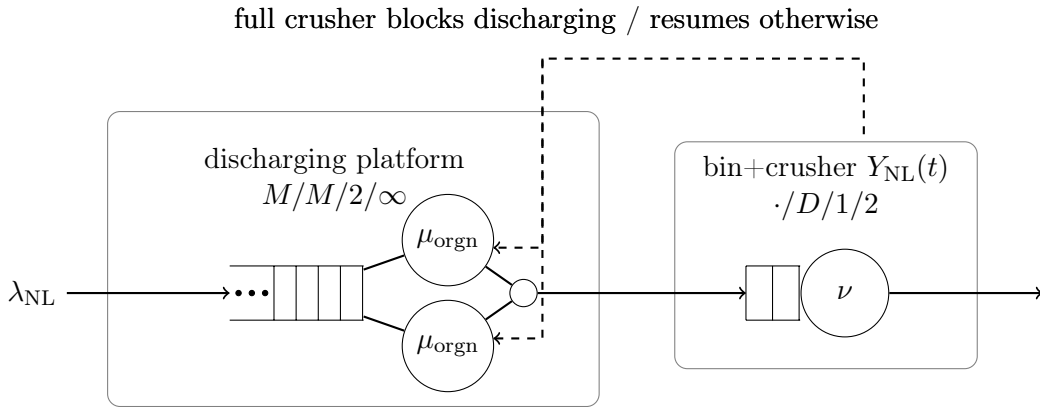 full crusher blocks discharging / resumes otherwise
discharging platform
M/M/2/∞
bin+crusher Y_NL(t)
·/D/1/2
λ_NL
μ_orgn
μ_orgn
ν